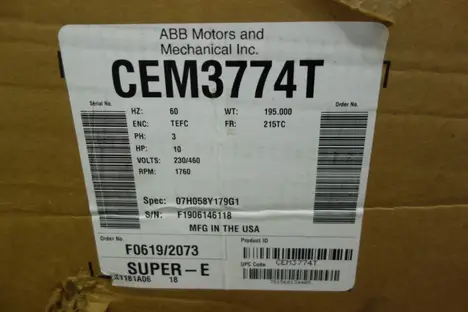 ABB Motors and
Mechanical Inc.
CEM3774T
Serial No.
Order No.
HZ: 60 WT: 195.000
ENC: TEFC FR: 215TC
PH: 3
HP: 10
VOLTS: 230/460
RPM: 1760
Spec: 07H058Y179G1
S/N: F1906146118
MFG IN THE USA
Order No.
F0619/2073
Product ID
CEM3774T
UPC Code
SUPER-E
18